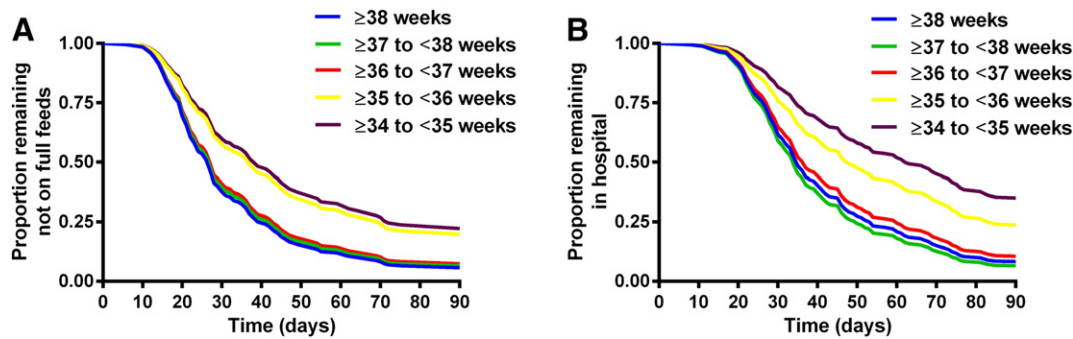 A
Proportion remaining
not on full feeds
1.00
0.75
0.50
0.25
0.00
0 10 20 30 40 50 60 70 80 90
Time (days)
≥38 weeks
≥37 to <38 weeks
≥36 to <37 weeks
≥35 to <36 weeks
≥34 to <35 weeks
B
Proportion remaining
in hospital
1.00
0.75
0.50
0.25
0.00
0 10 20 30 40 50 60 70 80 90
Time (days)
≥38 weeks
≥37 to <38 weeks
≥36 to <37 weeks
≥35 to <36 weeks
≥34 to <35 weeks